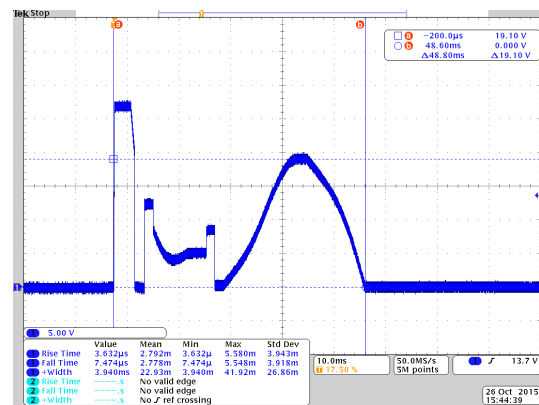 Tek Stop
a
b
a −200.0µs 19.10 V
b 48.60ms 0.000 V
Δ48.80ms Δ19.10 V
1
1 5.00 V
Value Mean Min Max Std Dev
1 Rise Time 3.632µs 2.792m 3.632µ 5.580m 3.943m
1 Fall Time 7.474µs 2.778m 7.474µ 5.548m 3.918m
1 +Width 3.940ms 22.93m 3.940m 41.92m 26.86m
2 Rise Time −−−−.s No valid edge
2 Fall Time −−−−.s No valid edge
2 +Width −−−−.s No ref crossing
10.0ms
T 17.50 %
50.0MS/s
5M points
1 13.7 V
26 Oct 2015
15:44:39